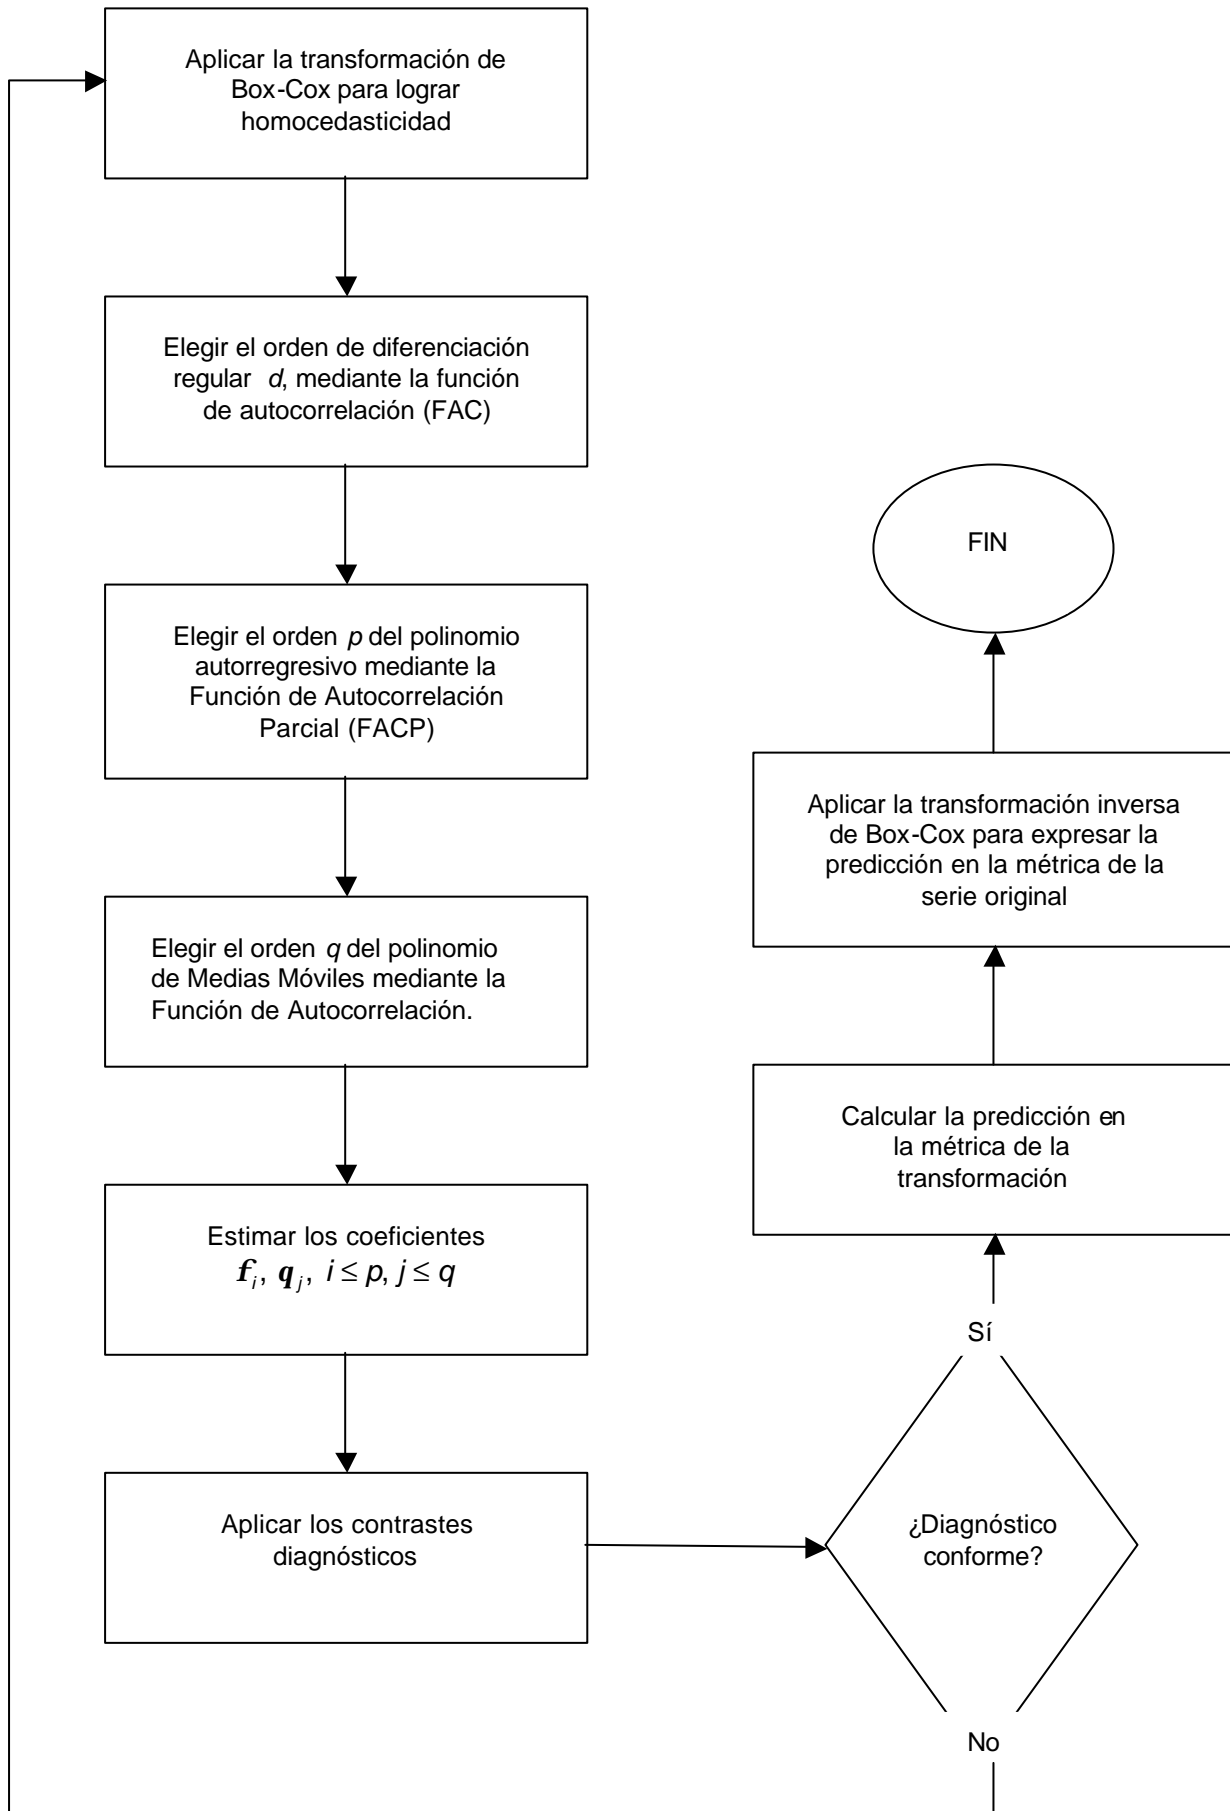 Aplicar la transformación de
Box-Cox para lograr
homocedasticidad
Elegir el orden de diferenciación
regular d, mediante la función
de autocorrelación (FAC)
Elegir el orden p del polinomio
autorregresivo mediante la
Función de Autocorrelación
Parcial (FACP)
Elegir el orden q del polinomio
de Medias Móviles mediante la
Función de Autocorrelación.
Estimar los coeficientes
f_i, q_j, i ≤ p, j ≤ q
Aplicar los contrastes
diagnósticos
¿Diagnóstico
conforme?
Sí
No
Calcular la predicción en
la métrica de la
transformación
Aplicar la transformación inversa
de Box-Cox para expresar la
predicción en la métrica de la
serie original
FIN